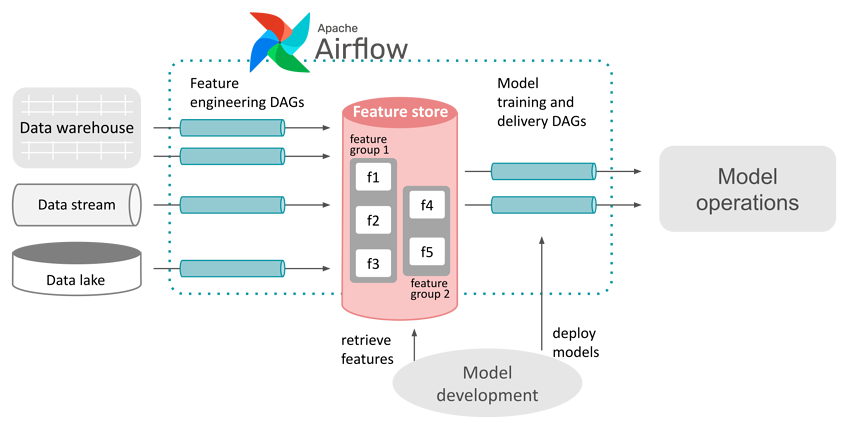 Apache
Airflow
Feature
engineering DAGs
Model
training and
delivery DAGs
Data warehouse
Data stream
Data lake
Feature store
feature
group 1
f1
f2
f3
f4
f5
feature
group 2
Model
operations
retrieve
features
deploy
models
Model
development